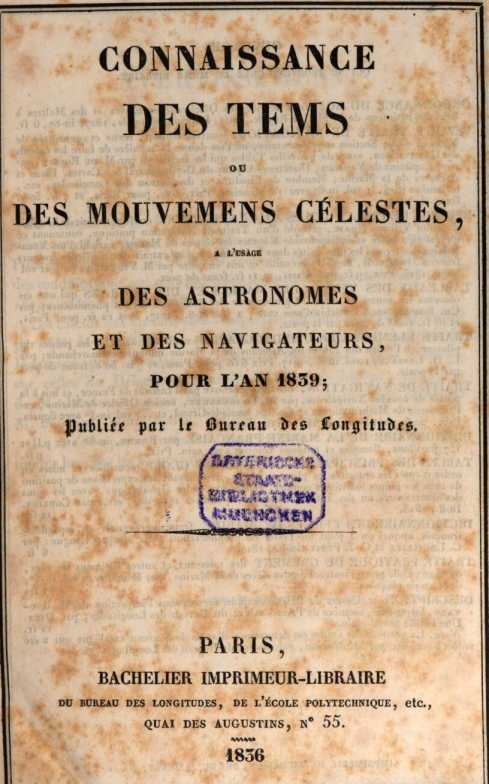 CONNAISSANCE
DES TEMS
OU
DES MOUVEMENS CÉLESTES,
A L'USAGE
DES ASTRONOMES
ET DES NAVIGATEURS,
POUR L'AN 1839;
Publiée par le Bureau des Longitudes.
BAYERISCHE
STAATS-
BIBLIOTHEK
MUENCHEN
PARIS,
BACHELIER IMPRIMEUR-LIBRAIRE
DU BUREAU DES LONGITUDES, DE L'ÉCOLE POLYTECHNIQUE, etc.,
QUAI DES AUGUSTINS, N° 55.
1836